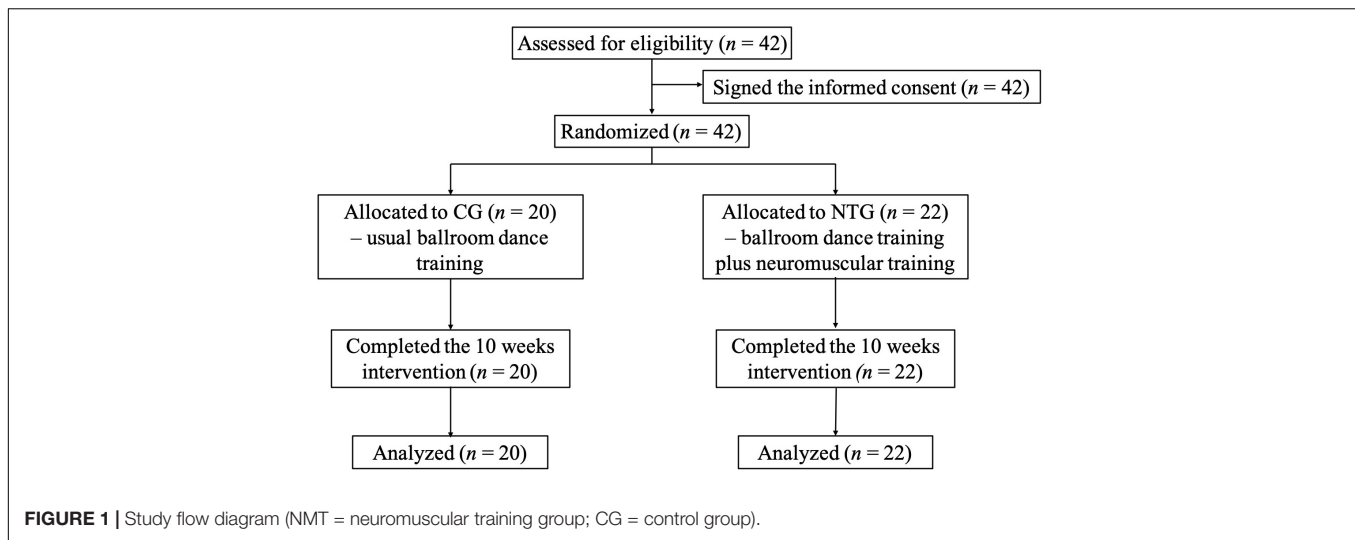 Assessed for eligibility (n = 42)
Signed the informed consent (n = 42)
Randomized (n = 42)
Allocated to CG (n = 20)
– usual ballroom dance
training
Allocated to NTG (n = 22)
– ballroom dance training
plus neuromuscular training
Completed the 10 weeks
intervention (n = 20)
Completed the 10 weeks
intervention (n = 22)
Analyzed (n = 20)
Analyzed (n = 22)
FIGURE 1 | Study flow diagram (NMT = neuromuscular training group; CG = control group).